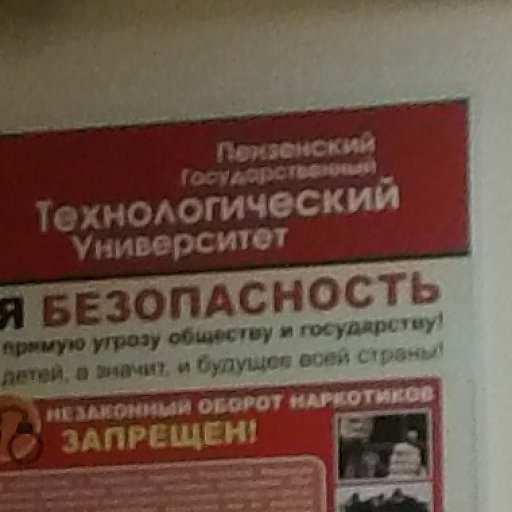 Пензенский
Государственный
Технологический
Университет
Я БЕЗОПАСНОСТЬ
прямую угрозу обществу и государству!
детей, а значит, и будущее всей страны!
НЕЗАКОННЫЙ ОБОРОТ НАРКОТИКОВ
ЗАПРЕЩЕН!